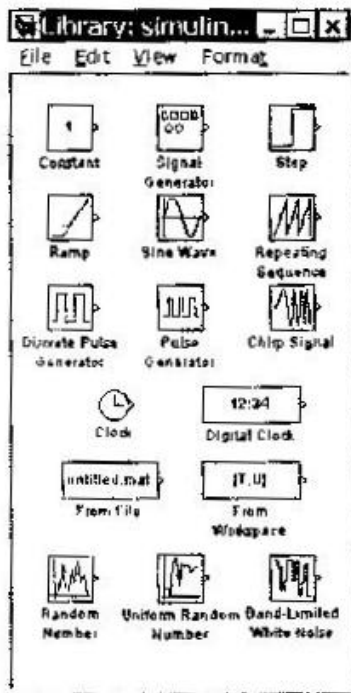 Library: simulin...
File Edit View Format
1
Constant Signal Generator Step
Ramp Sine Wave Repeating Sequence
Discrete Pulse Generator Pulse Generator Chirp Signal
12:34
Clock Digital Clock
untitled.mat [T,U]
From File From Workspace
Random Number Uniform Random Number Band-Limited White Noise